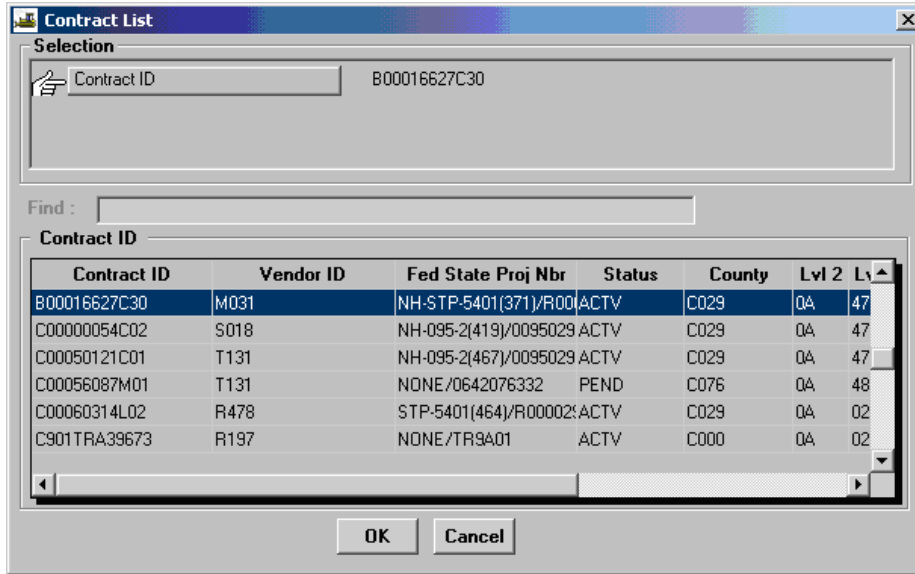 Contract List
Selection
Contract ID B00016627C30
Find :
Contract ID
Contract ID Vendor ID Fed State Proj Nbr Status County Lvl 2 Lv
B00016627C30 M031 NH-STP-5401(371)/R00( ACTV C029 0A 47
C00000054C02 S018 NH-095-2(419)/0095029 ACTV C029 0A 47
C00050121C01 T131 NH-095-2(467)/0095029 ACTV C029 0A 47
C00056087M01 T131 NONE/0642076332 PEND C076 0A 48
C00060314L02 R478 STP-5401(464)/R000029 ACTV C029 0A 02
C901TRA39673 R197 NONE/TR9A01 ACTV C000 0A 02
OK Cancel